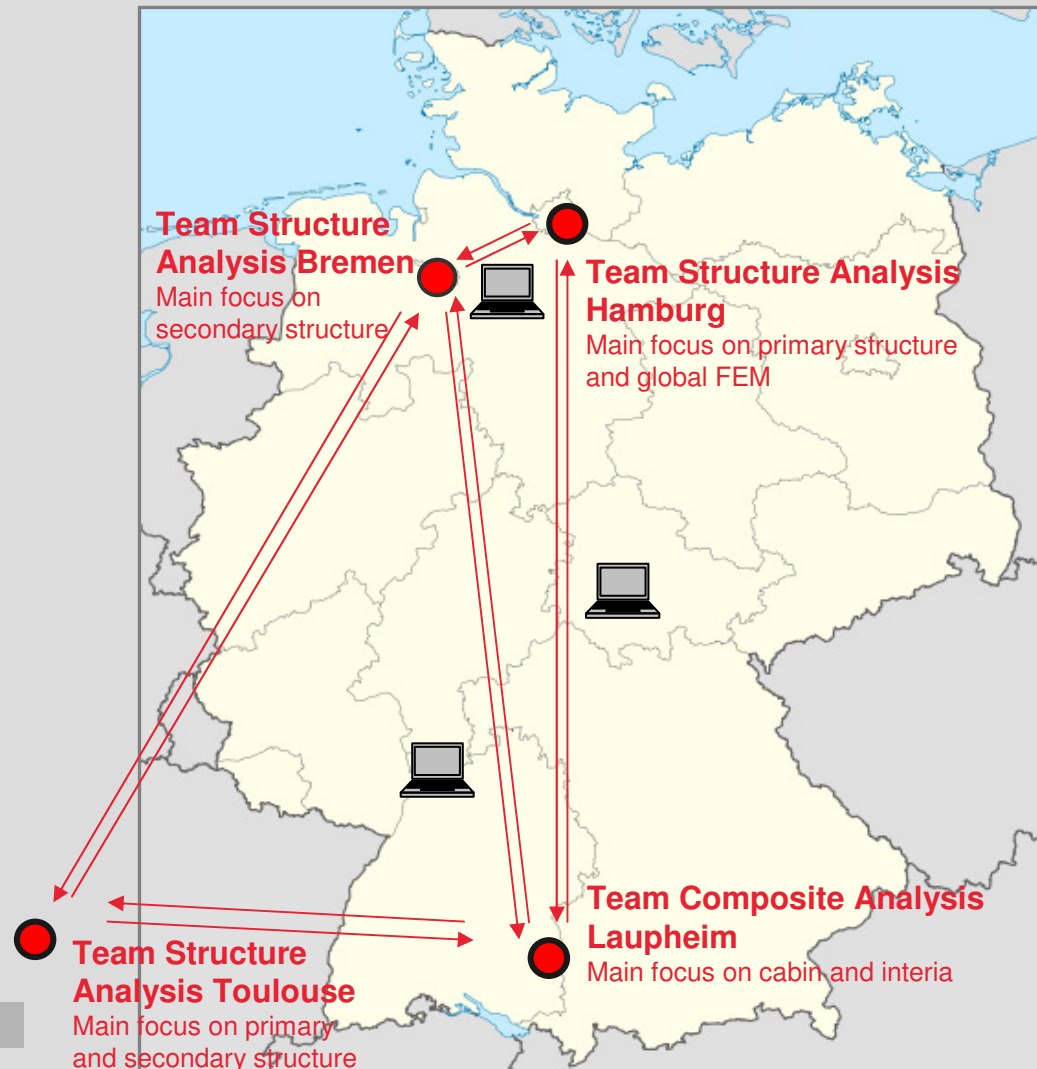 Team Structure
Analysis Bremen
Main focus on
secondary structure
Team Structure Analysis
Hamburg
Main focus on primary structure
and global FEM
Team Composite Analysis
Laupheim
Main focus on cabin and interia
Team Structure
Analysis Toulouse
Main focus on primary
and secondary structure